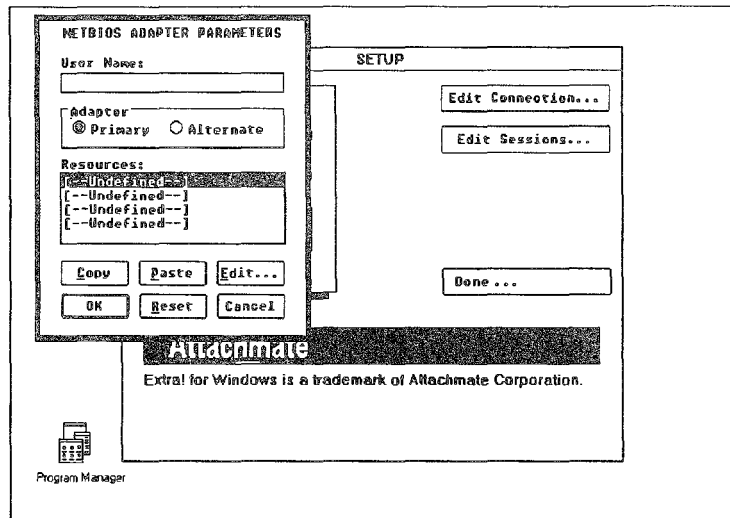 NETBIOS ADAPTER PARAMETERS
User Name:
Adapter
Primary Alternate
Resources:
[--Undefined--]
[--Undefined--]
[--Undefined--]
[--Undefined--]
Copy Paste Edit...
OK Reset Cancel
SETUP
Edit Connection...
Edit Sessions...
Done ...
Attachmate
Extra! for Windows is a trademark of Attachmate Corporation.
Program Manager